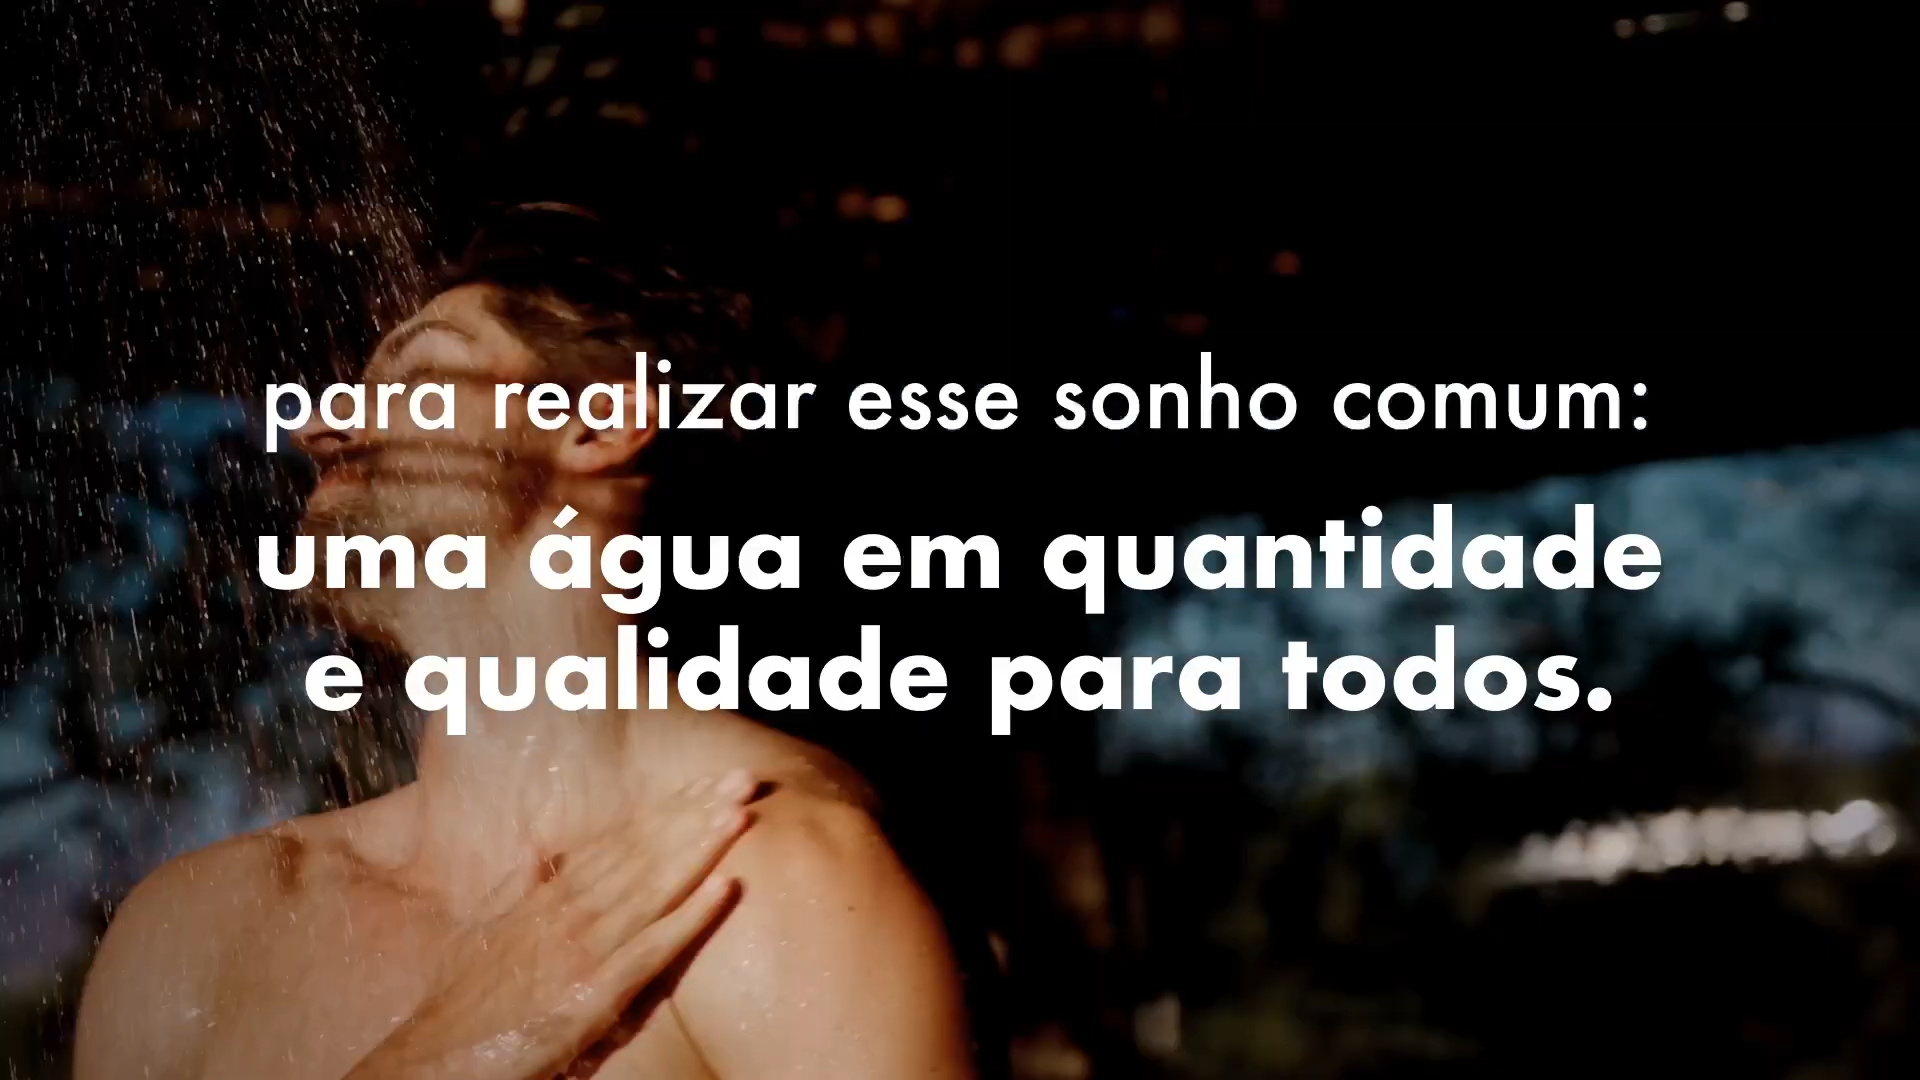 para realizar esse sonho comum:
uma água em quantidade
e qualidade para todos.